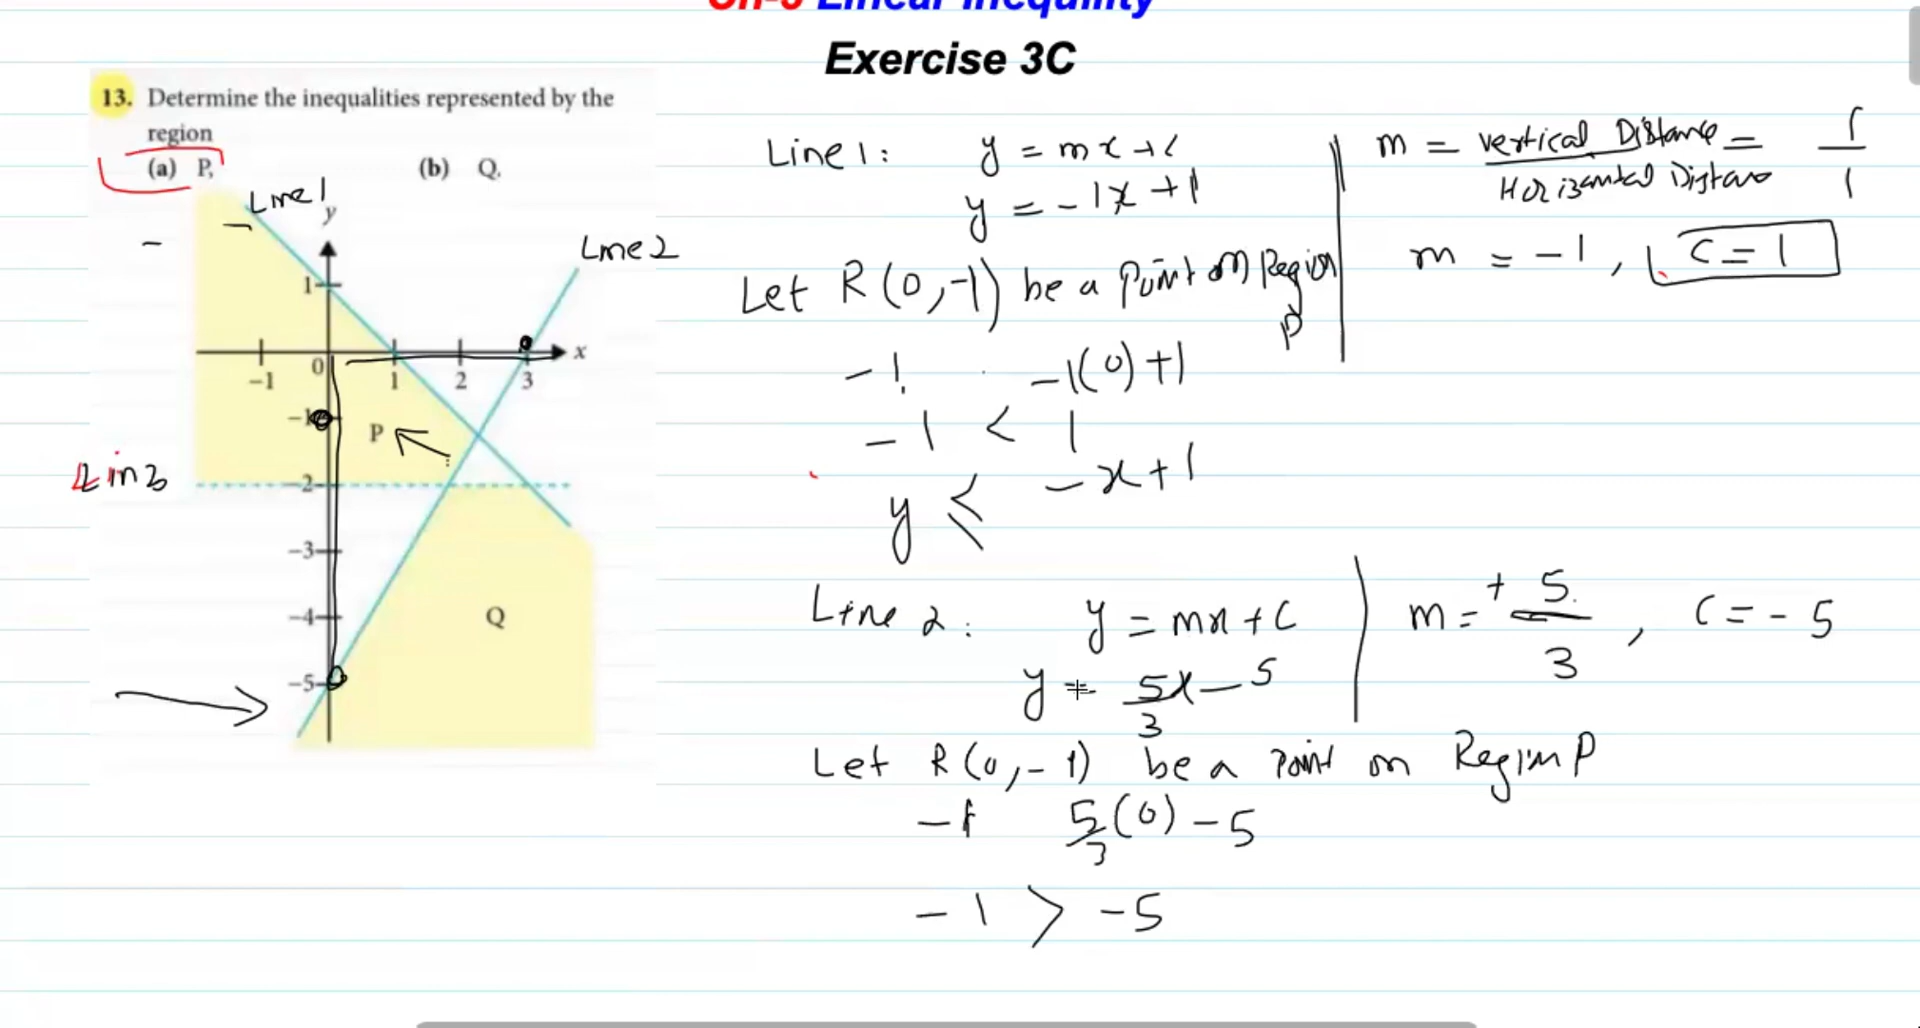 Exercise 3C
13. Determine the inequalities represented by the
region
(a) P,
(b) Q.
Line 1
y
Line 2
1
x
-1
0
1
2
3
P
-2
-3
-4
-5
Q
Line 1: y = mx + c
y = -1x + 1
Let R(0,-1) be a Point on Region
P
-1 -1(0)+1
-1 < 1
y ⩽ -x+1
m = Vertical Distance / Horizontal Distance = 1/1
m = -1, c = 1
Line 2: y = mx + c
y = 5/3 x - 5
m = +5/3, c = -5
Let R(0,-1) be a Point on Region P
-1 5/3 (0) - 5
-1 > -5